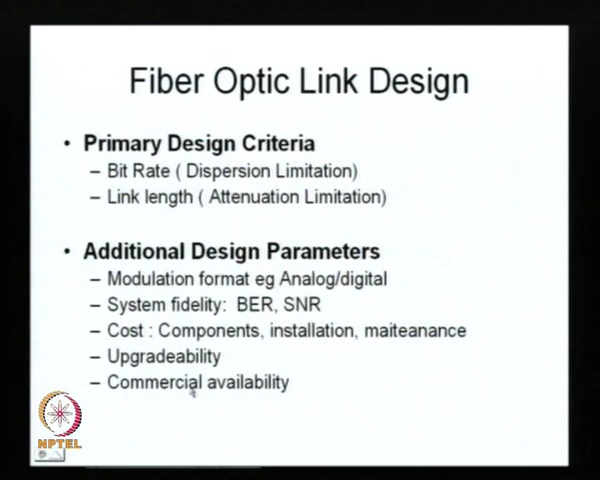 Fiber Optic Link Design
• Primary Design Criteria
– Bit Rate ( Dispersion Limitation)
– Link length ( Attenuation Limitation)
• Additional Design Parameters
– Modulation format eg Analog/digital
– System fidelity: BER, SNR
– Cost : Components, installation, maiteanance
– Upgradeability
– Commercial availability
NPTEL